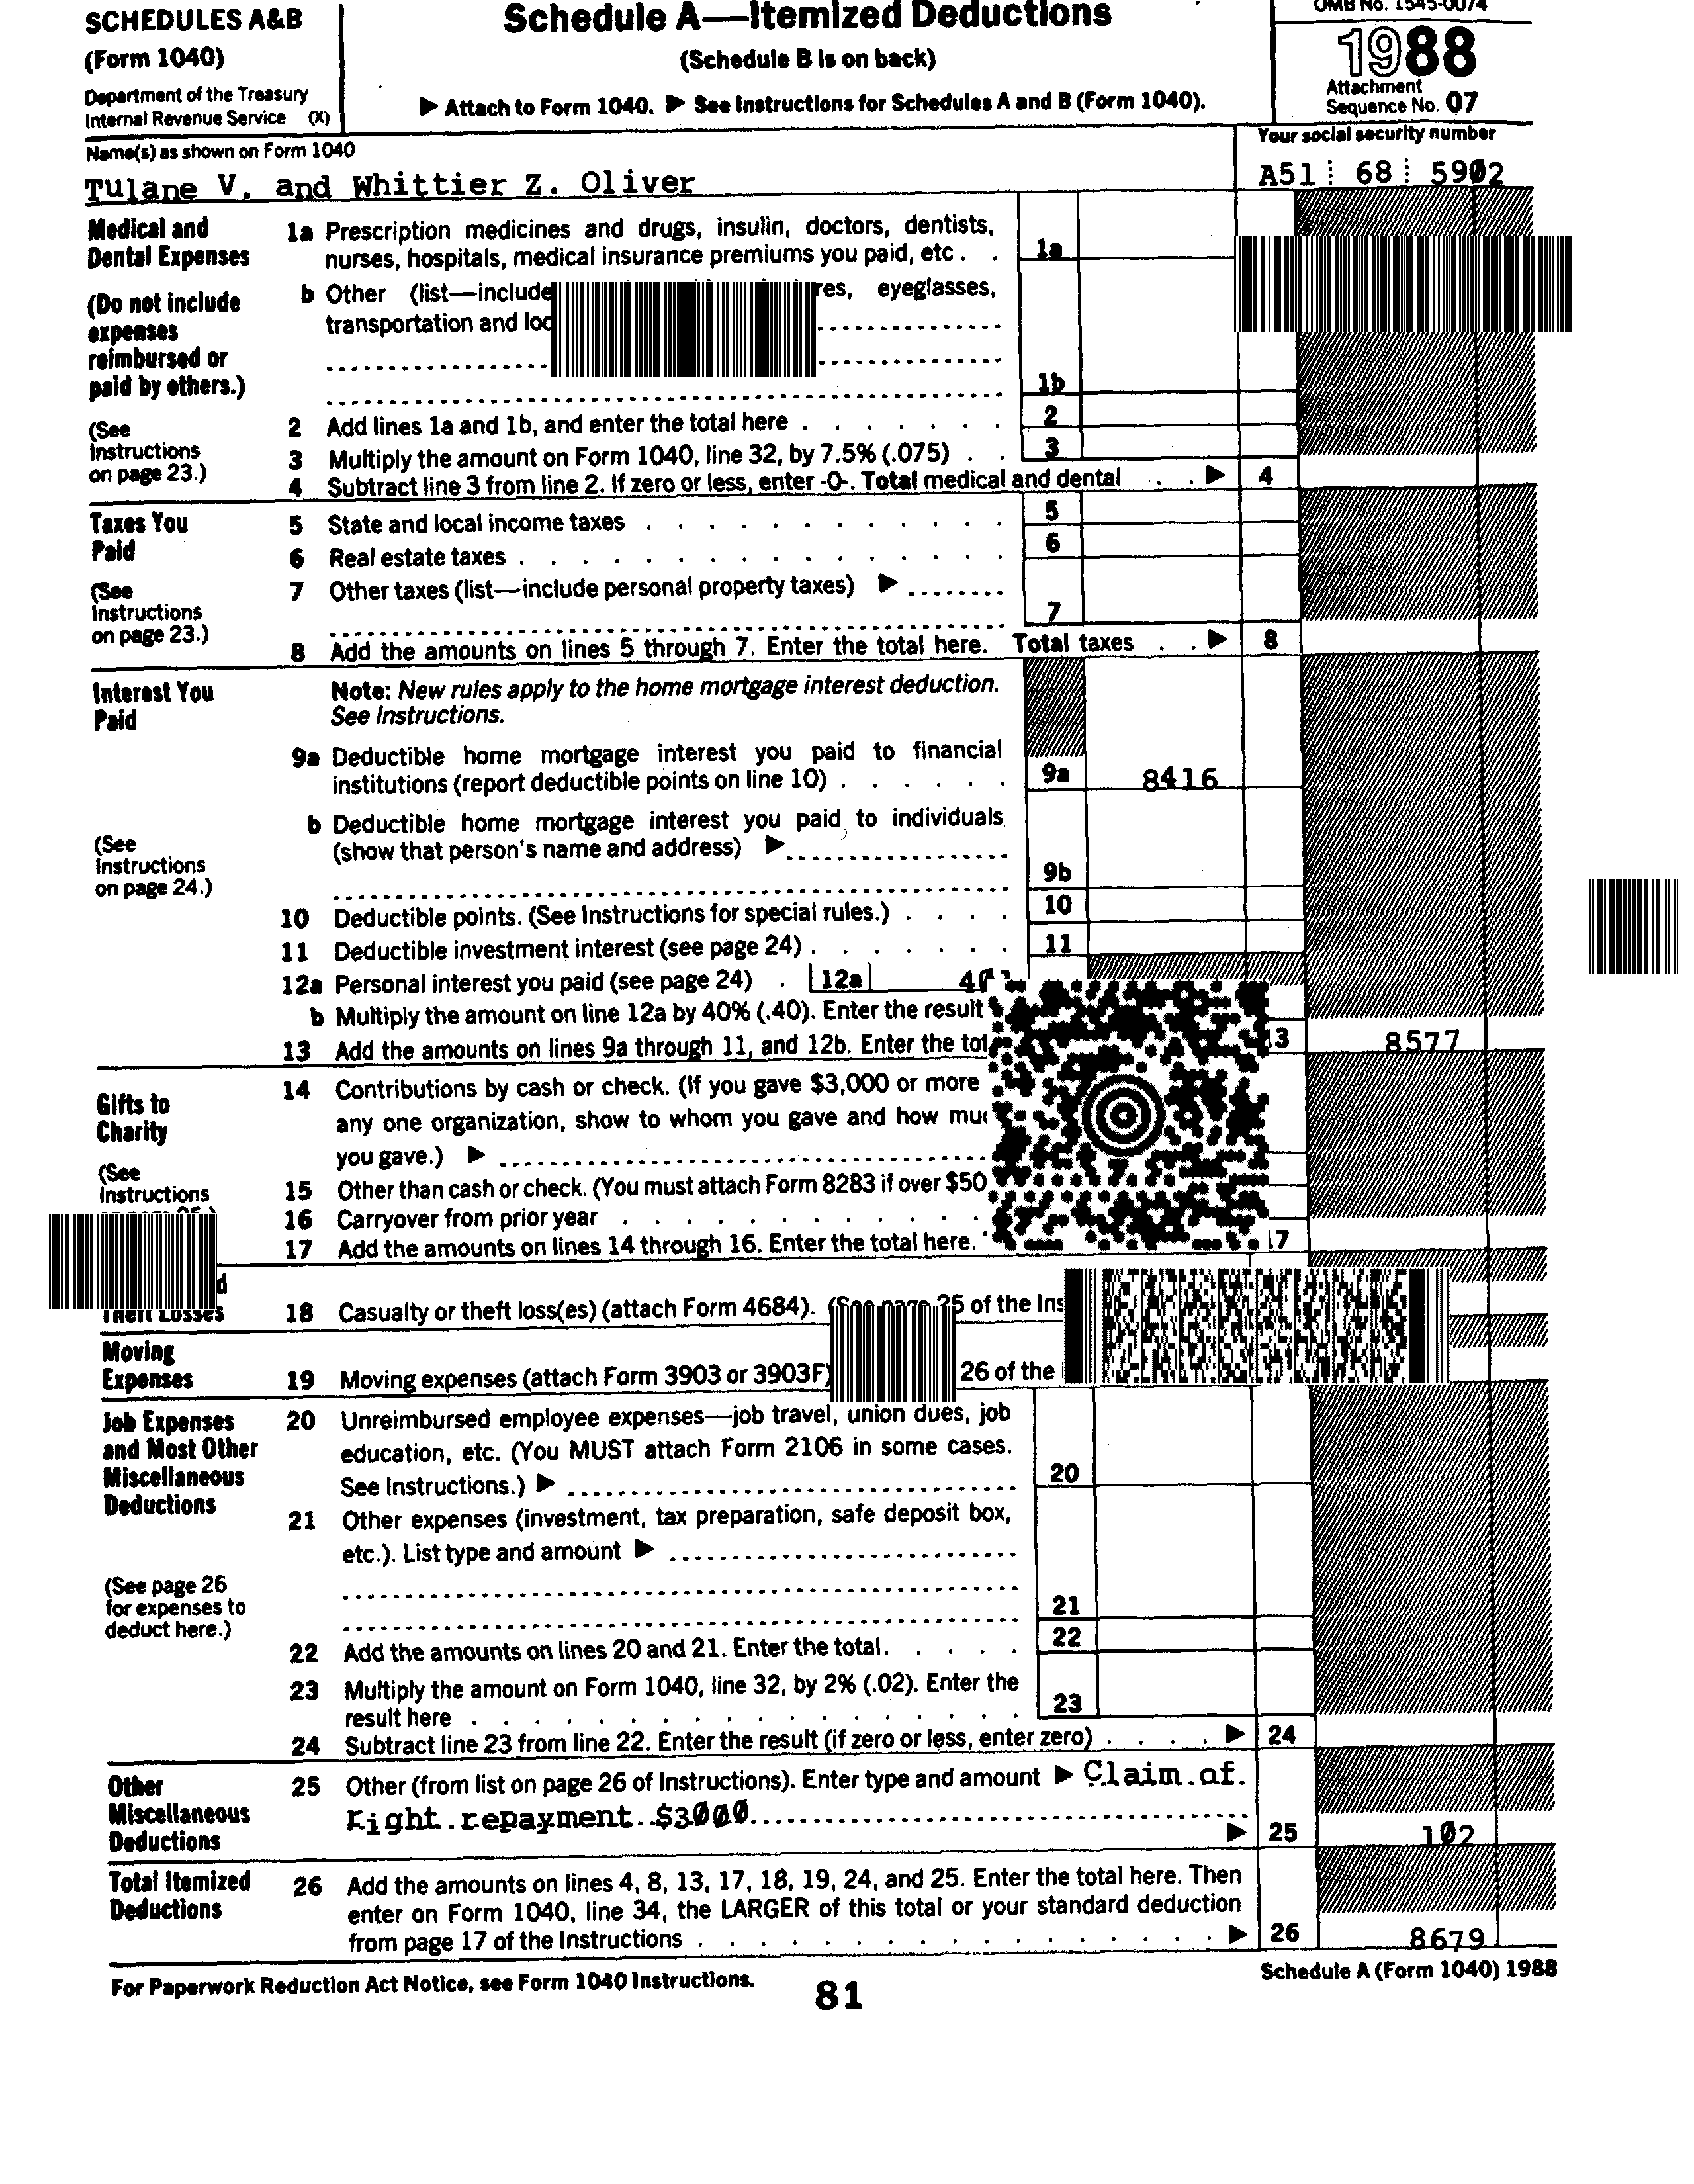 SCHEDULES A&B
(Form 1040)
Department of the Treasury
Internal Revenue Service (X)
Schedule A—Itemized Deductions
(Schedule B is on back)
▶ Attach to Form 1040. ▶ See Instructions for Schedules A and B (Form 1040).
OMB No. 1545-0074
1988
Attachment
Sequence No. 07
Name(s) as shown on Form 1040
Your social security number
Tulane V. and Whittier Z. Oliver
A51 68 5902
Medical and
Dental Expenses
(Do not include
expenses
reimbursed or
paid by others.)
(See
Instructions
on page 23.)
1a Prescription medicines and drugs, insulin, doctors, dentists,
nurses, hospitals, medical insurance premiums you paid, etc. . 1a
b Other (list—include eyeglasses,
transportation and
1b
2 Add lines 1a and 1b, and enter the total here . . . . . . . 2
3 Multiply the amount on Form 1040, line 32, by 7.5% (.075) . . 3
4 Subtract line 3 from line 2. If zero or less, enter -0-. Total medical and dental . . ▶ 4
Taxes You
Paid
(See
Instructions
on page 23.)
5 State and local income taxes . . . . . . . . . . . . 5
6 Real estate taxes . . . . . . . . . . . . . . . 6
7 Other taxes (list—include personal property taxes) ▶ ........
7
8 Add the amounts on lines 5 through 7. Enter the total here. Total taxes . . ▶ 8
Interest You
Paid
(See
Instructions
on page 24.)
Note: New rules apply to the home mortgage interest deduction.
See Instructions.
9a Deductible home mortgage interest you paid to financial
institutions (report deductible points on line 10) . . . . . . 9a 8416
b Deductible home mortgage interest you paid to individuals
(show that person's name and address) ▶
9b
10 Deductible points. (See Instructions for special rules.) . . . . 10
11 Deductible investment interest (see page 24) . . . . . . . 11
12a Personal interest you paid (see page 24) . 12a
b Multiply the amount on line 12a by 40% (.40). Enter the result
13 Add the amounts on lines 9a through 11, and 12b. Enter the 13 8577
Gifts to
Charity
(See
Instructions
14 Contributions by cash or check. (If you gave $3,000 or more
any one organization, show to whom you gave and how
you gave.) ▶
15 Other than cash or check. (You must attach Form 8283 if over
16 Carryover from prior year . . . . . . . . . . .
17 Add the amounts on lines 14 through 16. Enter the total here. 17
Theft Losses
18 Casualty or theft loss(es) (attach Form 4684). (See page 25 of the
Moving
Expenses
19 Moving expenses (attach Form 3903 or 3903F) 26 of the
Job Expenses
and Most Other
Miscellaneous
Deductions
(See page 26
for expenses to
deduct here.)
20 Unreimbursed employee expenses—job travel, union dues, job
education, etc. (You MUST attach Form 2106 in some cases.
See Instructions.) ▶ 20
21 Other expenses (investment, tax preparation, safe deposit box,
etc.). List type and amount ▶
21
22 Add the amounts on lines 20 and 21. Enter the total. . . . . 22
23 Multiply the amount on Form 1040, line 32, by 2% (.02). Enter the
result here . . . . . . . . . . . . . . . . . 23
24 Subtract line 23 from line 22. Enter the result (if zero or less, enter zero) . . . . ▶ 24
Other
Miscellaneous
Deductions
25 Other (from list on page 26 of Instructions). Enter type and amount ▶ Claim of
right repayment $3000
▶ 25 102
Total Itemized
Deductions
26 Add the amounts on lines 4, 8, 13, 17, 18, 19, 24, and 25. Enter the total here. Then
enter on Form 1040, line 34, the LARGER of this total or your standard deduction
from page 17 of the Instructions . . . . . . . . . . . . . . . . ▶ 26 8679
For Paperwork Reduction Act Notice, see Form 1040 Instructions.
81
Schedule A (Form 1040) 1988